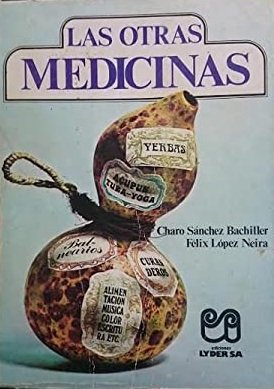 LAS OTRAS
MEDICINAS
YERBAS
ACUPUN
TURA-YOGA
Charo Sánchez Bachiller
Félix López Neira
Bal-
nearios
CURAN
DEROS
ALIMEN
TACION
MUSICA
COLOR
ESCRITU
RA ETC.
ediciones
LYDER SA